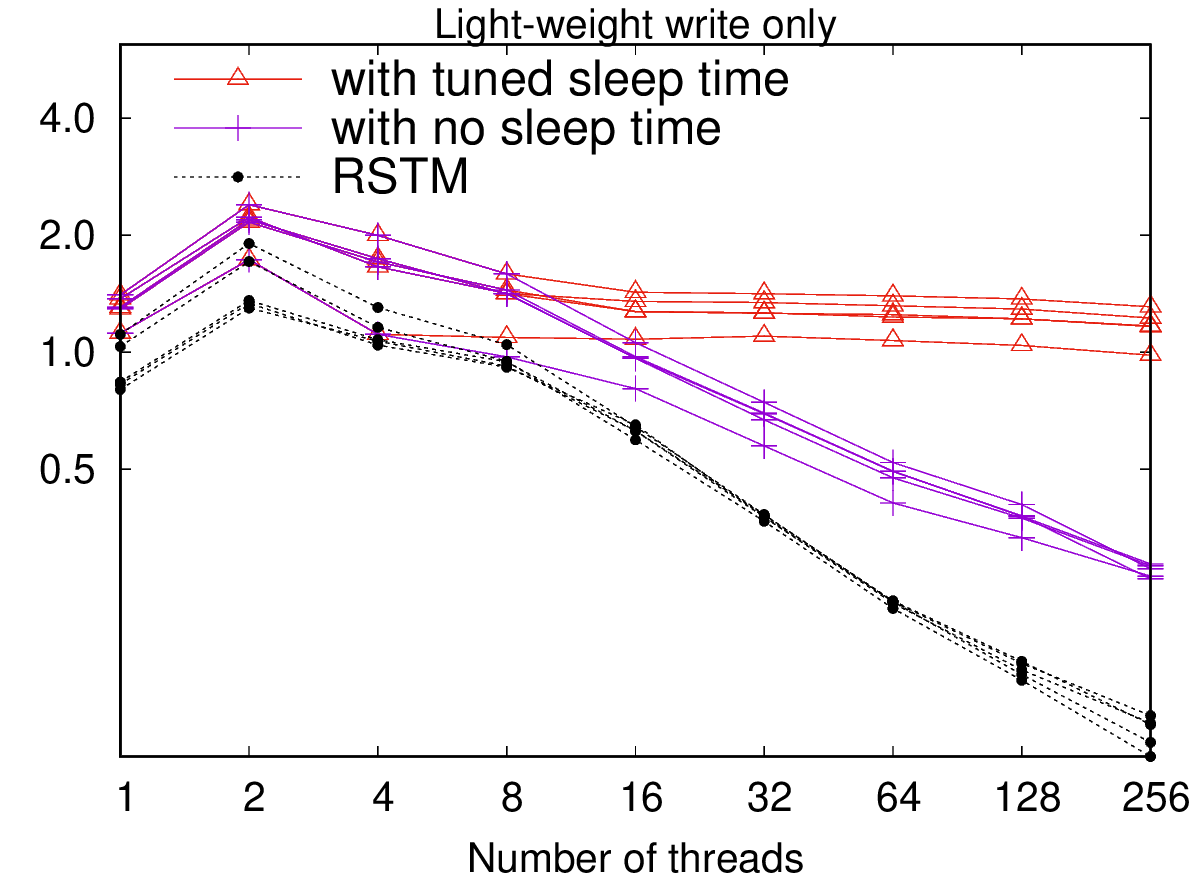 Light-weight write only
with tuned sleep time
with no sleep time
RSTM
4.0
2.0
1.0
0.5
1 2 4 8 16 32 64 128 256
Number of threads